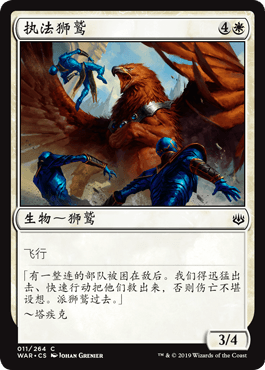 执法狮鹫 4
生物～狮鹫
飞行
「有一整连的部队被困在敌后。我们得迅猛出
击、快速行动把他们救出来，否则伤亡不堪
设想。派狮鹫过去。」
～塔疾克
3/4
011/264 C
WAR • CS Johan Grenier
™ & © 2019 Wizards of the Coast